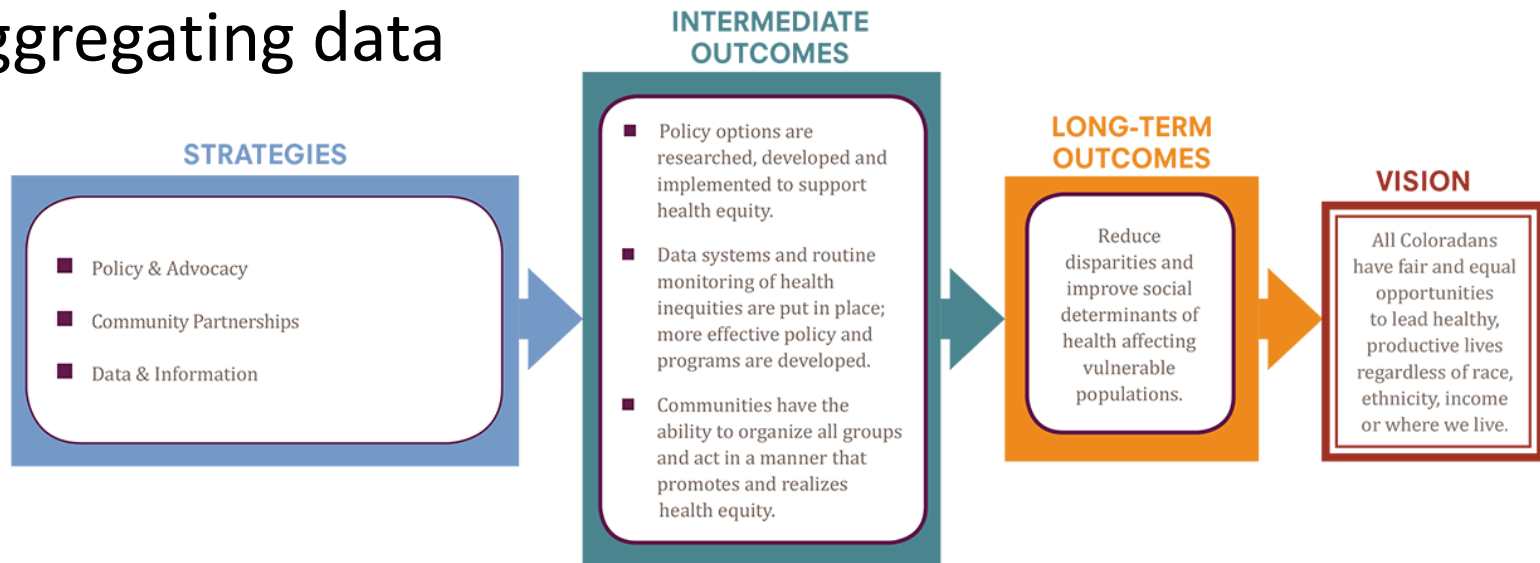 ggregating data
STRATEGIES
Policy & Advocacy
Community Partnerships
Data & Information
INTERMEDIATE
OUTCOMES
Policy options are
researched, developed and
implemented to support
health equity.
Data systems and routine
monitoring of health
inequities are put in place;
more effective policy and
programs are developed.
Communities have the
ability to organize all groups
and act in a manner that
promotes and realizes
health equity.
LONG-TERM
OUTCOMES
Reduce
disparities and
improve social
determinants of
health affecting
vulnerable
populations.
VISION
All Coloradans
have fair and equal
opportunities
to lead healthy,
productive lives
regardless of race,
ethnicity, income
or where we live.